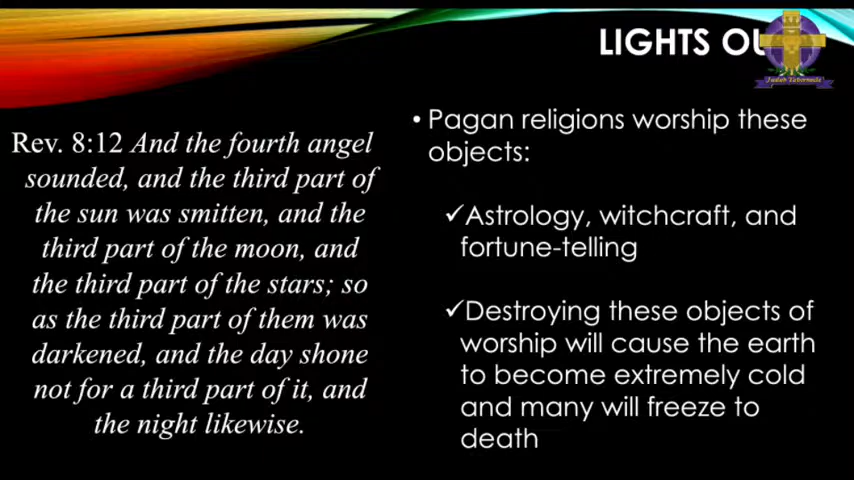 LIGHTS OU
Rev. 8:12 And the fourth angel
sounded, and the third part of
the sun was smitten, and the
third part of the moon, and
the third part of the stars; so
as the third part of them was
darkened, and the day shone
not for a third part of it, and
the night likewise.
• Pagan religions worship these
objects:
✓Astrology, witchcraft, and
fortune-telling
✓Destroying these objects of
worship will cause the earth
to become extremely cold
and many will freeze to
death